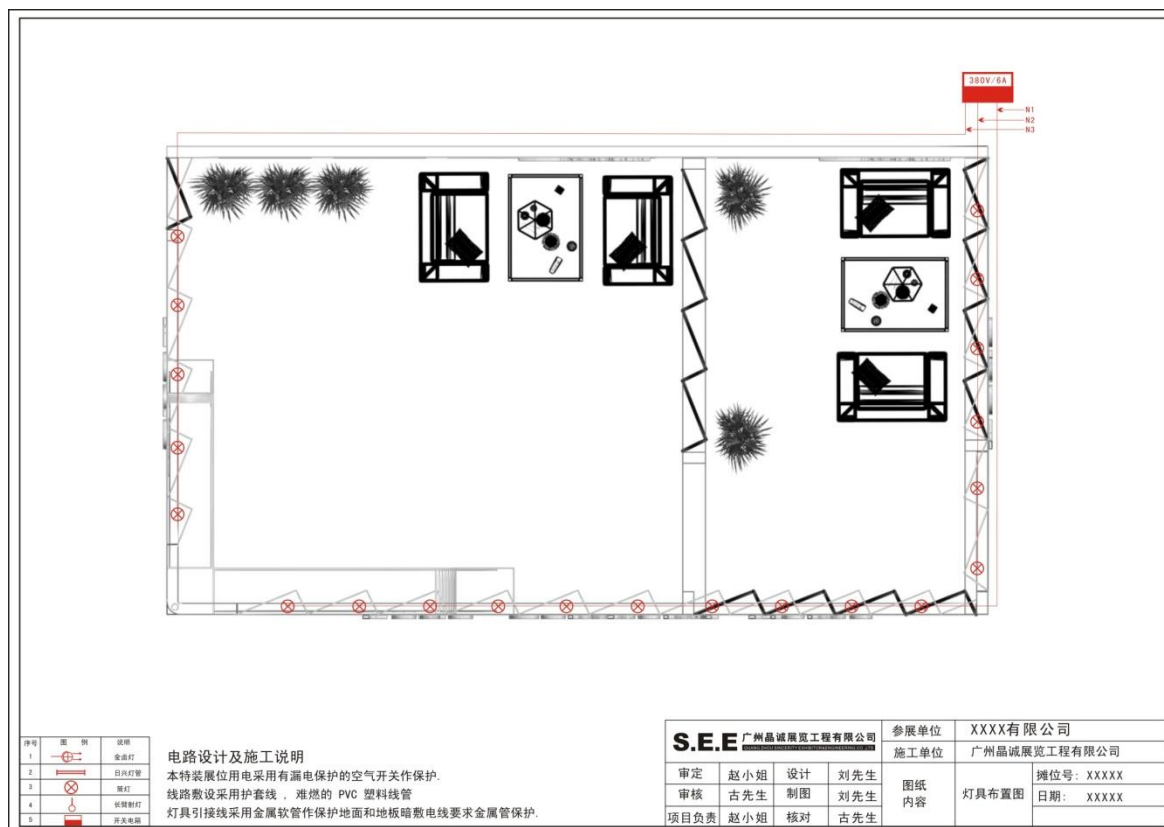 380V/6A
N1
N2
N3
序号 图 例 说明
1 金卤灯
2 日兴灯管
3 筒灯
4 长臂射灯
5 开关电箱
电路设计及施工说明
本特装展位用电采用有漏电保护的空气开关作保护.
线路敷设采用护套线 ，难燃的 PVC 塑料线管
灯具引接线采用金属软管作保护地面和地板暗敷电线要求金属管保护.
S.E.E 广州晶诚展览工程有限公司
GUANGZHOU SINCERITY EXHIBITION&ENGINEERING CO.,LTD
参展单位 XXXX有限公司
施工单位 广州晶诚展览工程有限公司
审定 赵小姐 设计 刘先生
审核 古先生 制图 刘先生
项目负责 赵小姐 核对 古先生
图纸
内容
灯具布置图
摊位号: XXXXX
日期: XXXXX